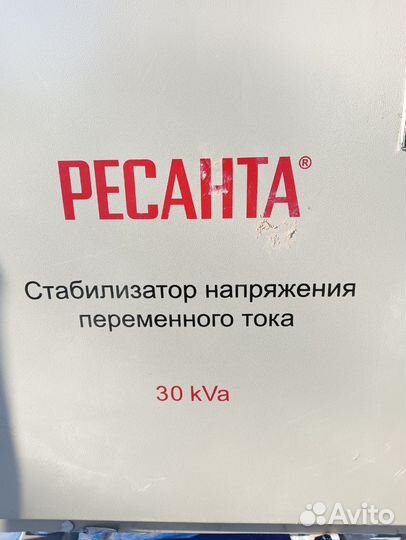 РЕСАНТА®
Стабилизатор напряжения
переменного тока
30 kVa
Avito